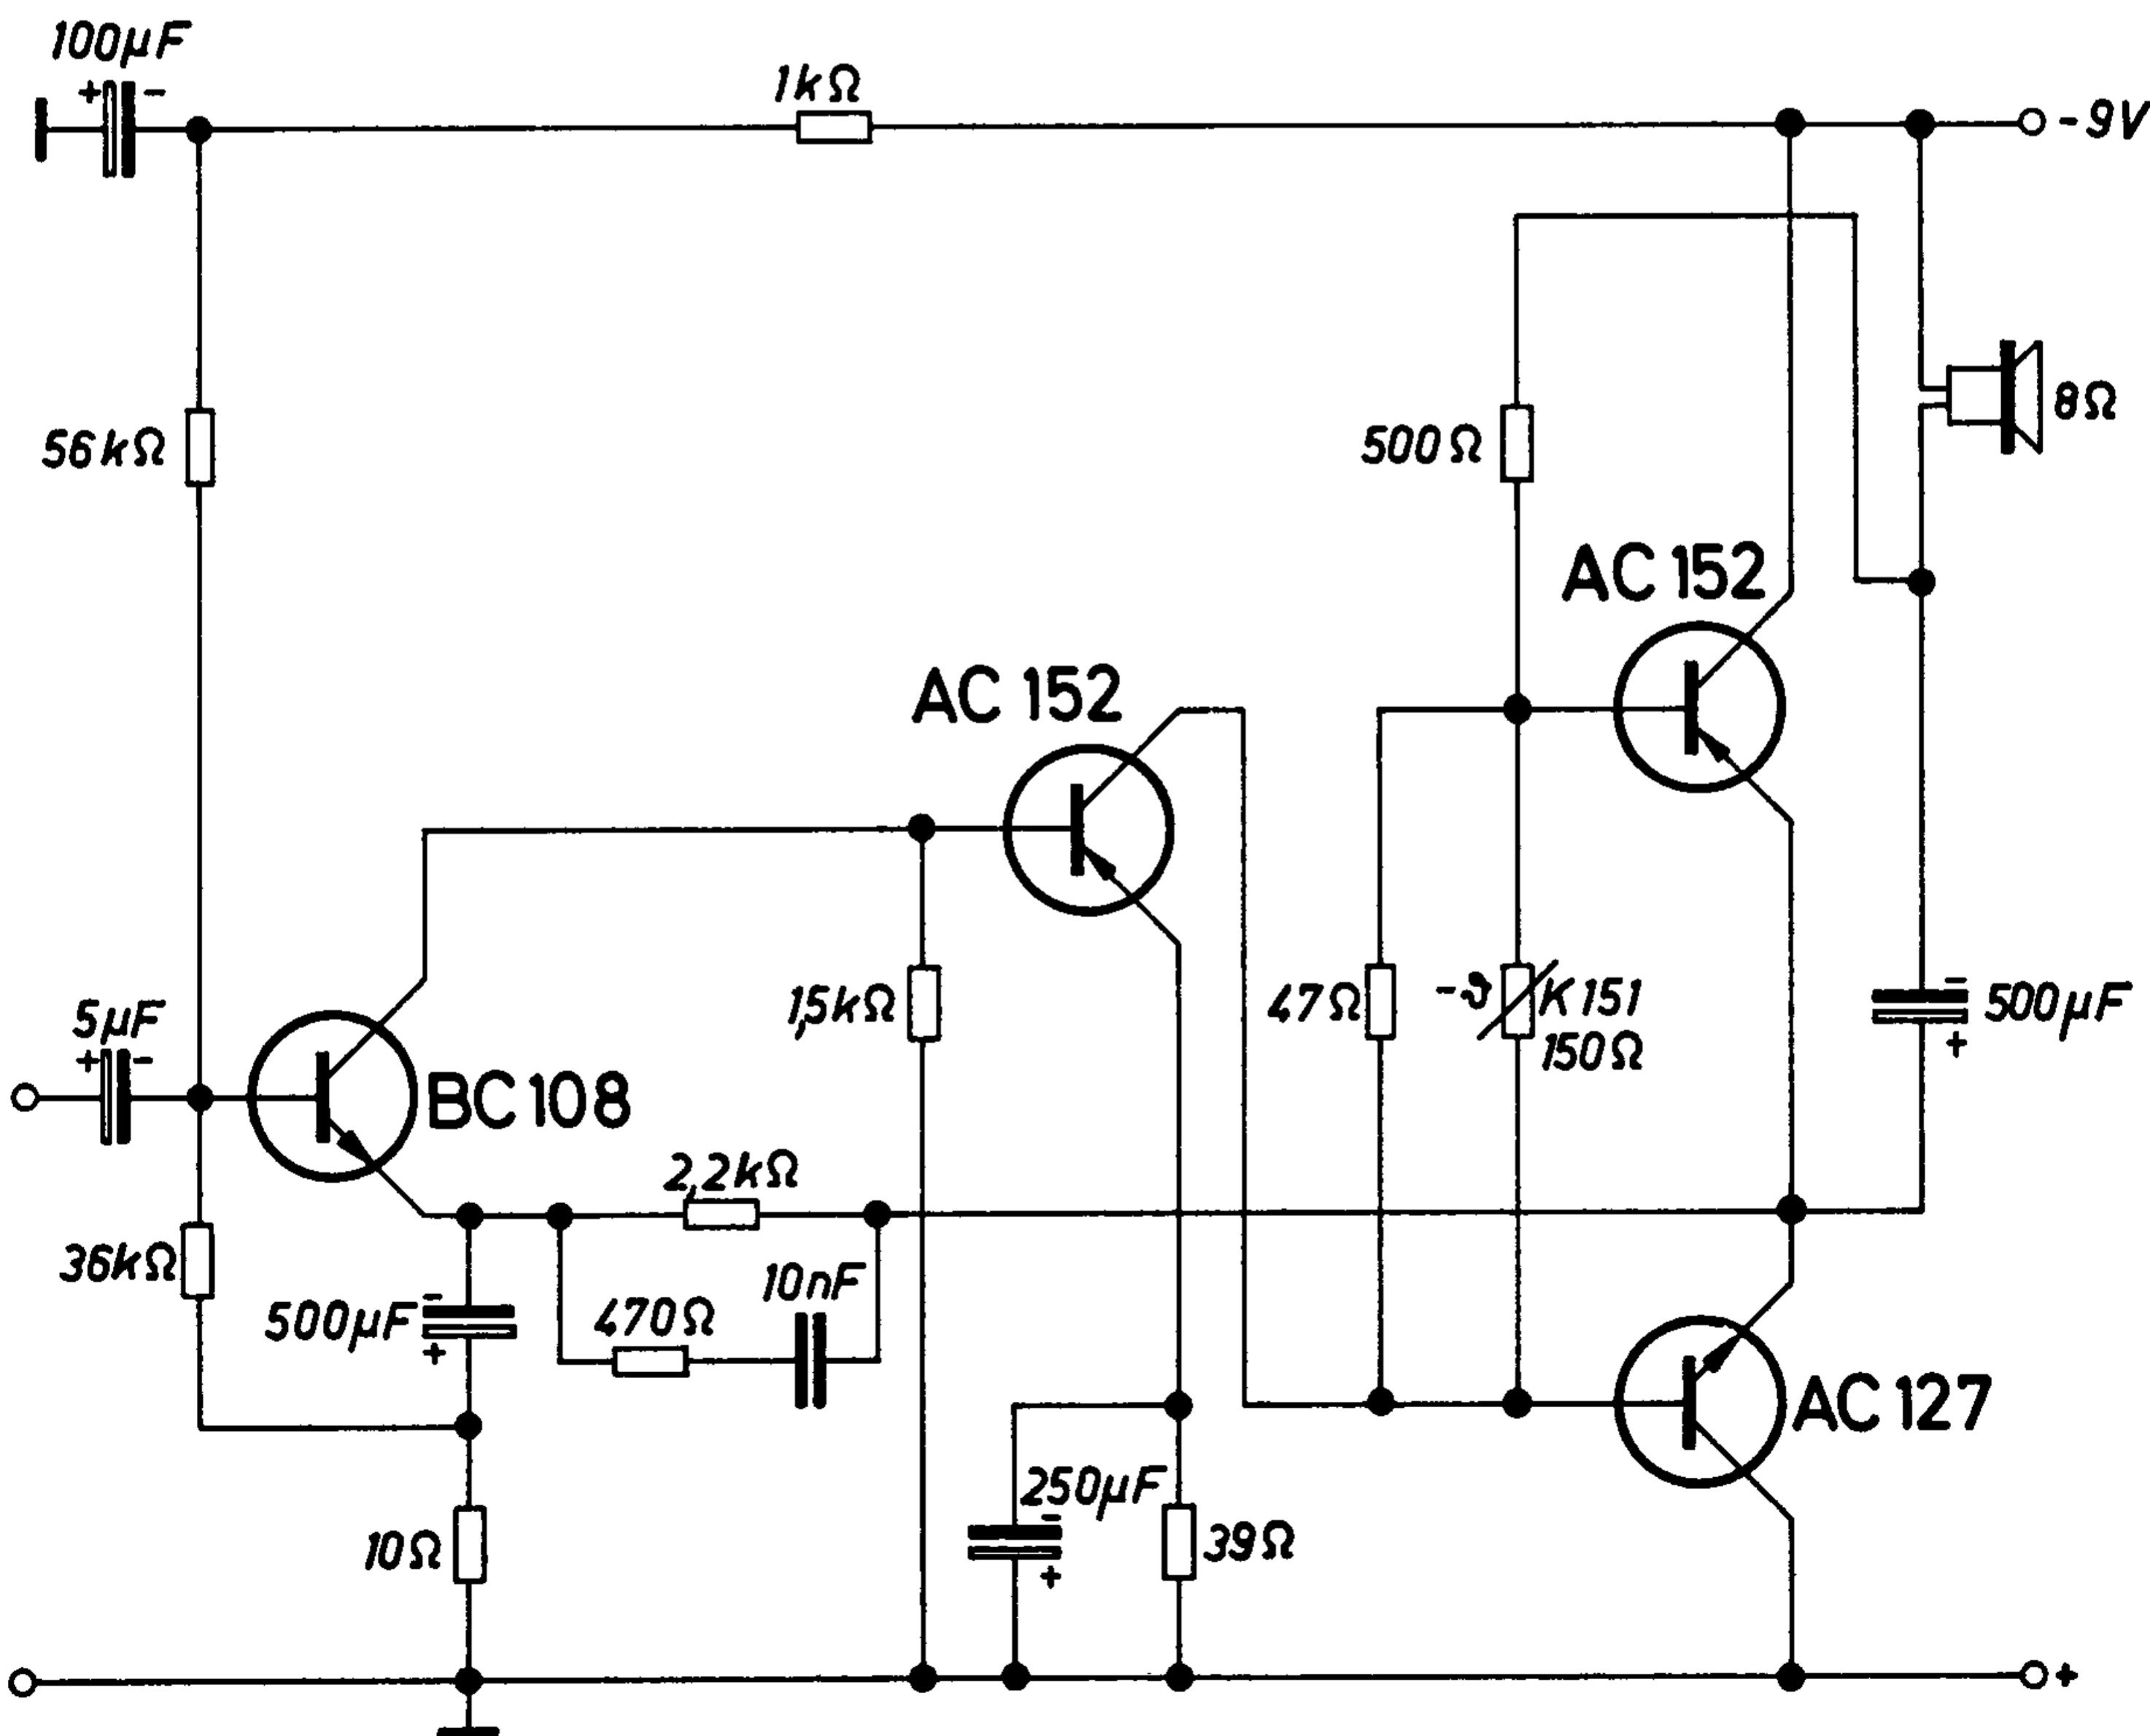 100µF
+ -
1kΩ
-9V
56kΩ
500Ω
8Ω
AC 152
AC 152
1,5kΩ
47Ω
-ϑ
K151
150Ω
-
500µF
+
5µF
+ -
BC108
2,2kΩ
36kΩ
10nF
-
500µF
+
470Ω
AC127
250µF
-
+
10Ω
39Ω
+